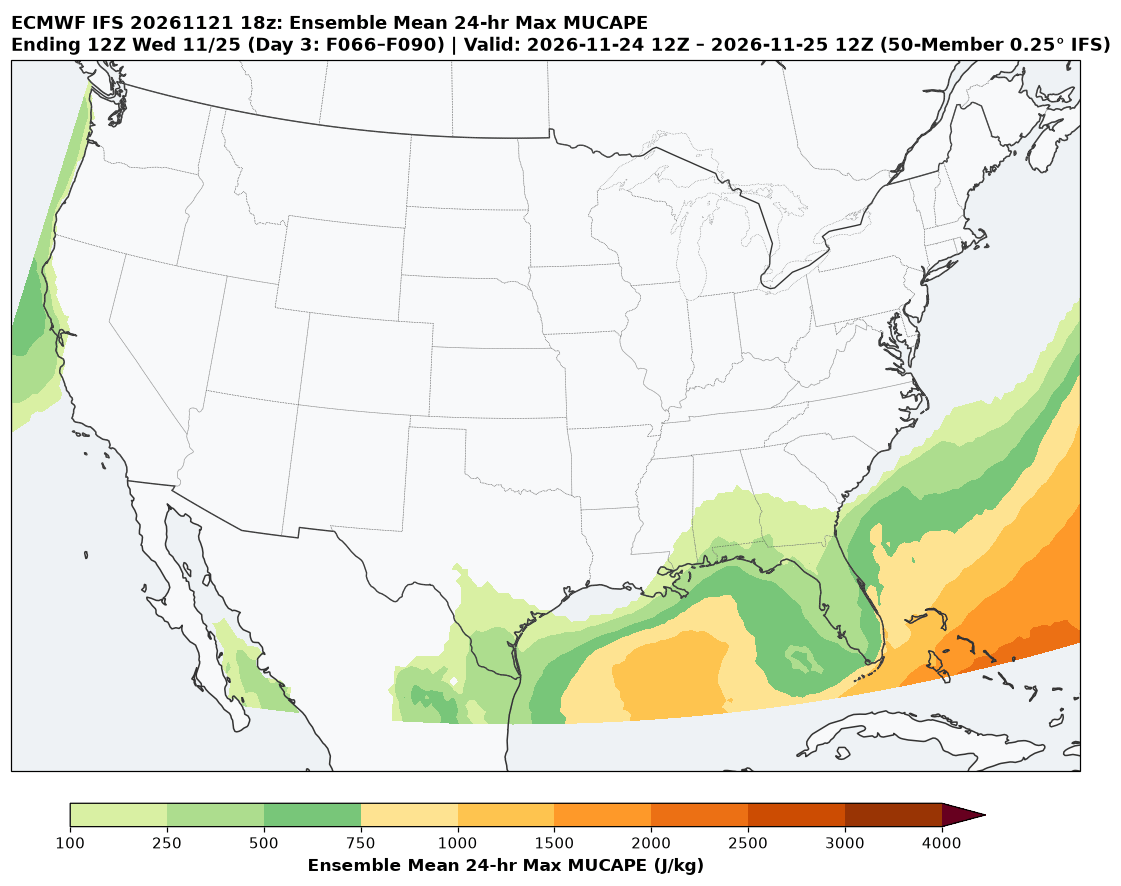 ECMWF IFS 20261121 18z: Ensemble Mean 24-hr Max MUCAPE
Ending 12Z Wed 11/25 (Day 3: F066–F090) | Valid: 2026-11-24 12Z – 2026-11-25 12Z (50-Member 0.25° IFS)
100 250 500 750 1000 1500 2000 2500 3000 4000
Ensemble Mean 24-hr Max MUCAPE (J/kg)